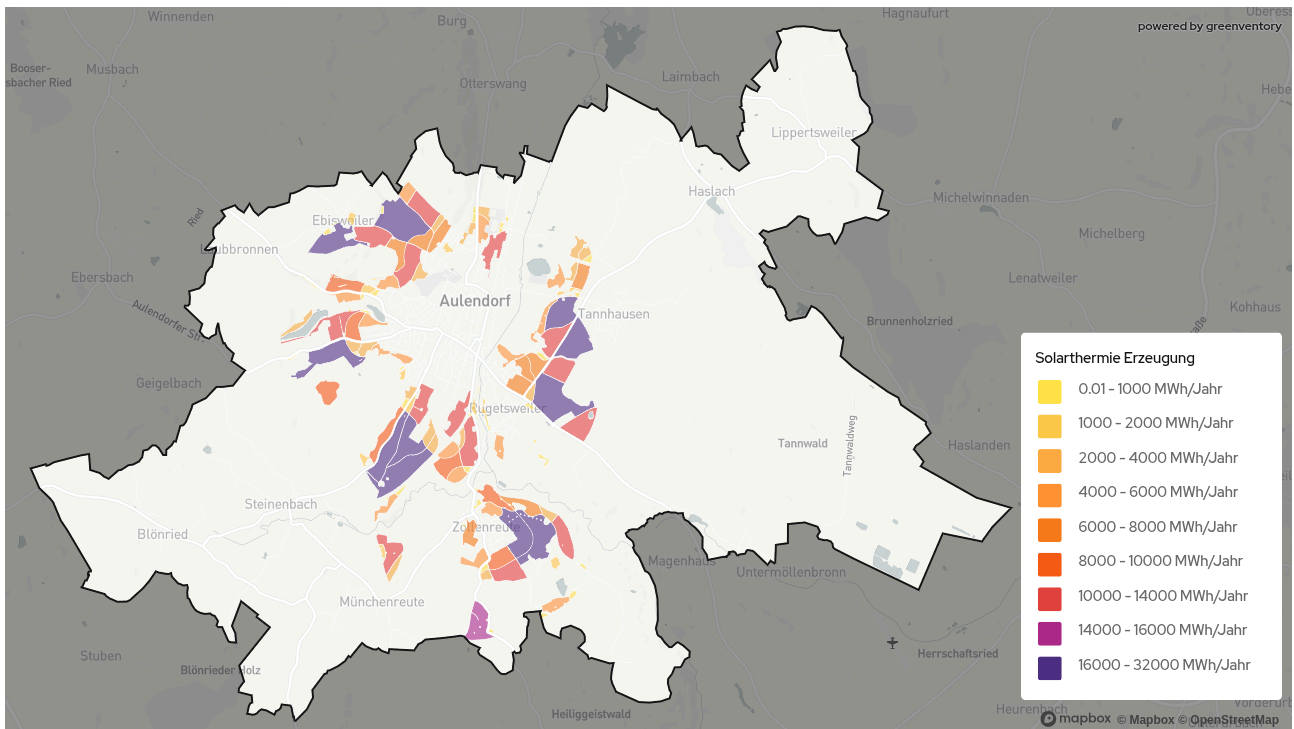 Winnenden
Burg
Hagnaufurt
powered by greenventory
Booser-
sbacher Ried
Musbach
Otterswang
Laimbach
Hebe
Lippertsweiler
Haslach
Michelwinnaden
Ried
Ebisweiler
Michelberg
Ebersbach
Lenatweiler
Aulendorf
Aulendorfer Str.
Tannhausen
Brunnenholzried
Kohhaus
aße
Geigelbach
Solarthermie Erzeugung
0.01 - 1000 MWh/Jahr
1000 - 2000 MWh/Jahr
2000 - 4000 MWh/Jahr
4000 - 6000 MWh/Jahr
6000 - 8000 MWh/Jahr
8000 - 10000 MWh/Jahr
10000 - 14000 MWh/Jahr
14000 - 16000 MWh/Jahr
16000 - 32000 MWh/Jahr
Rugetsweiler
Tannwald
Tannwaldweg
Haslanden
Steinenbach
Blönried
Zollenreute
Magenhaus
Untermöllenbronn
Münchenreute
Stuben
Blönrieder Holz
Herrschaftsried
Heiliggeistwald
Heurenbach
Vorderurb
mapbox © Mapbox © OpenStreetMap